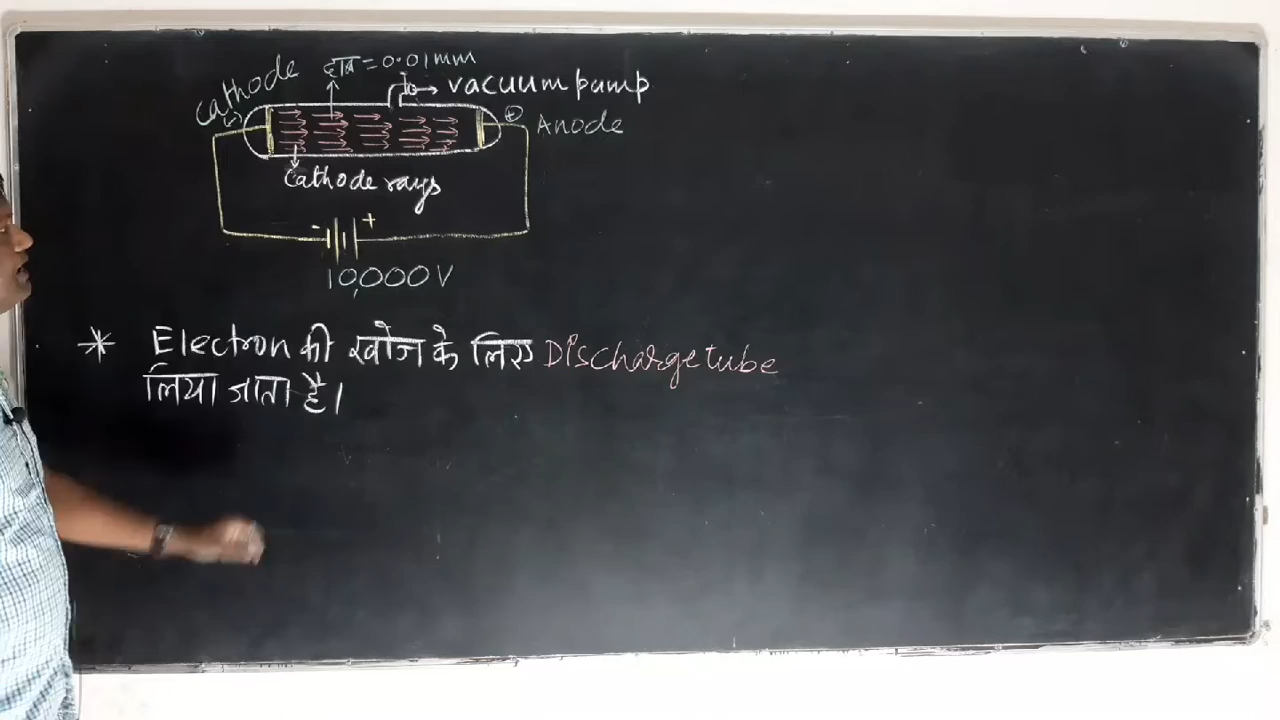 Cathode
दाब = 0.01mm
vacuum pump
(-)
+
Anode
Cathode rays
- +
10,000V
* Electron की खोज के लिए Discharge tube
लिया जाता है।